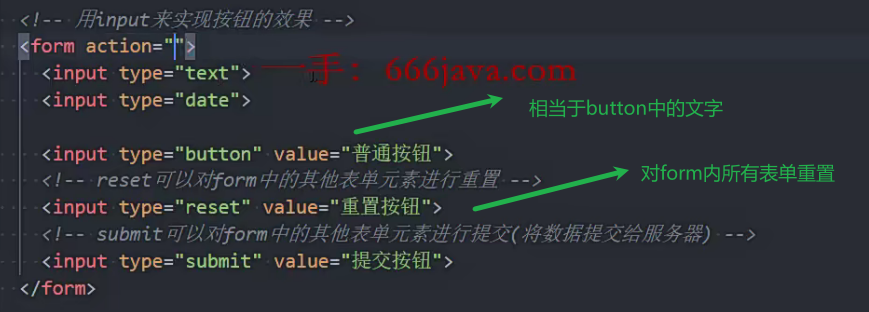 <!-- 用input来实现按钮的效果 -->
<form action="">
<input type="text"> 一手：666java.com
<input type="date">
相当于button中的文字
<input type="button" value="普通按钮">
<!-- reset可以对form中的其他表单元素进行重置 -->
对form内所有表单重置
<input type="reset" value="重置按钮">
<!-- submit可以对form中的其他表单元素进行提交(将数据提交给服务器) -->
<input type="submit" value="提交按钮">
</form>